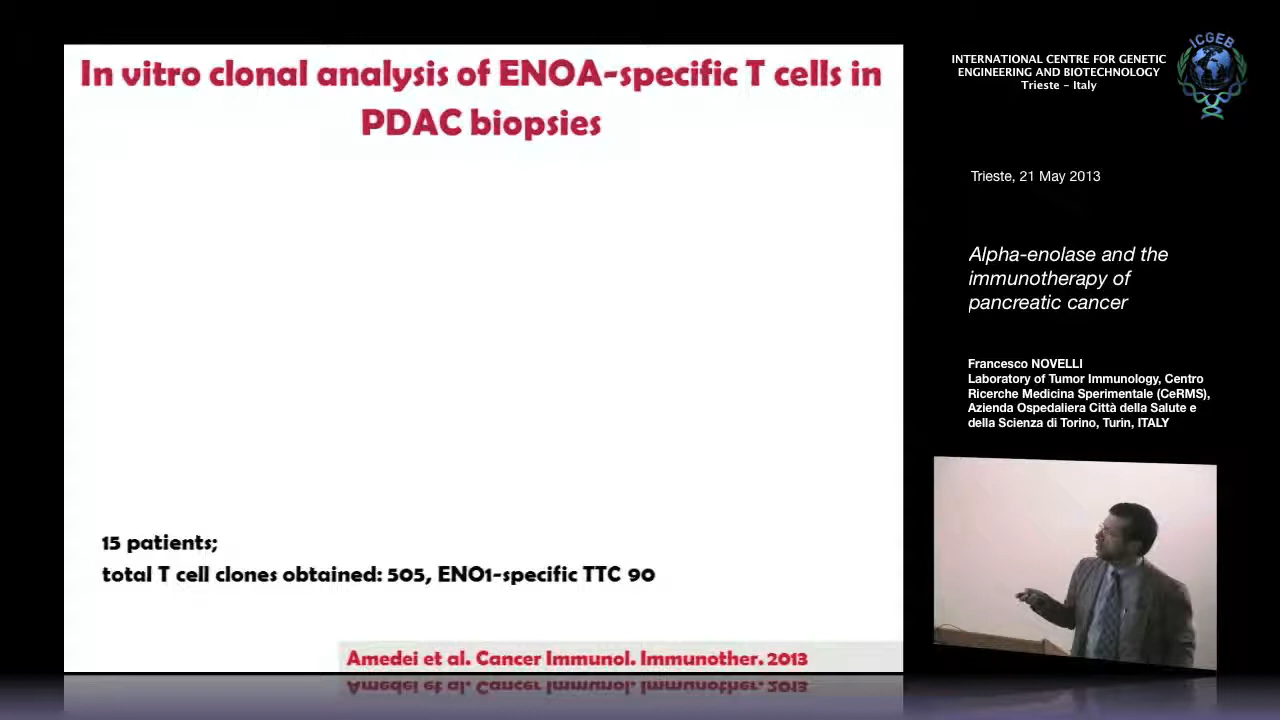 In vitro clonal analysis of ENOA-specific T cells in
PDAC biopsies
15 patients;
total T cell clones obtained: 505, ENO1-specific TTC 90
Amedei et al. Cancer Immunol. Immunother. 2013
INTERNATIONAL CENTRE FOR GENETIC
ENGINEERING AND BIOTECHNOLOGY
Trieste - Italy
ICGEB
Trieste, 21 May 2013
Alpha-enolase and the
immunotherapy of
pancreatic cancer
Francesco NOVELLI
Laboratory of Tumor Immunology, Centro
Ricerche Medicina Sperimentale (CeRMS),
Azienda Ospedaliera Città della Salute e
della Scienza di Torino, Turin, ITALY